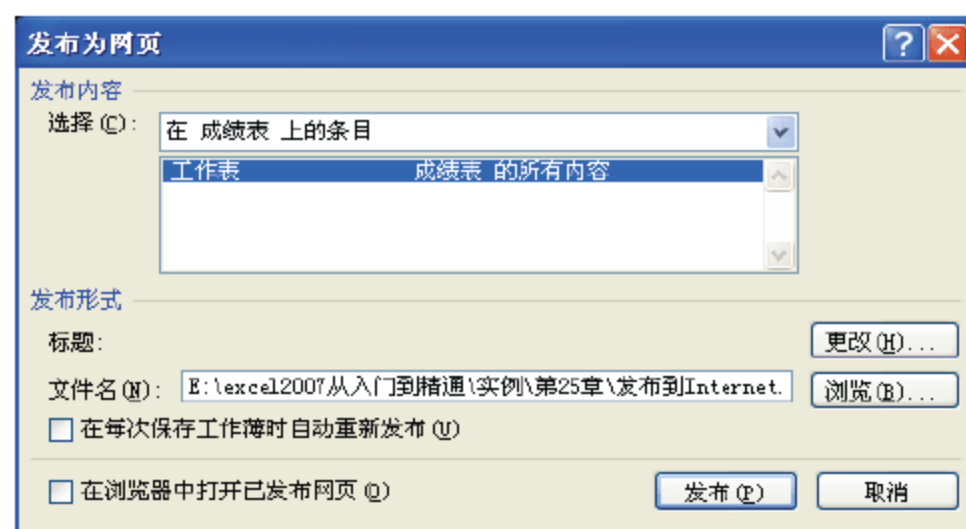 发布为网页
发布内容
选择(C): 在 成绩表 上的条目
工作表 成绩表 的所有内容
发布形式
标题: 更改(H)...
文件名(N): E:\excel2007从入门到精通\实例\第25章\发布到Internet. 浏览(B)...
在每次保存工作薄时自动重新发布(U)
在浏览器中打开已发布网页(O) 发布(P) 取消